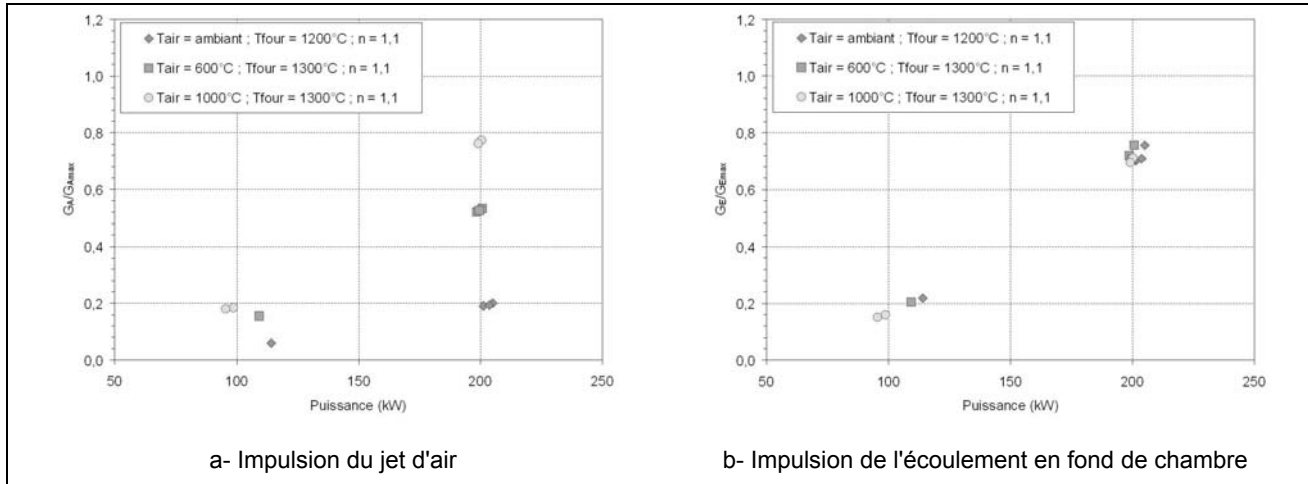 1,2
1,0
0,8
0,6
0,4
0,2
0,0
GA/GAmax
Tair = ambiant ; Tfour = 1200°C ; n = 1,1
Tair = 600°C ; Tfour = 1300°C ; n = 1,1
Tair = 1000°C ; Tfour = 1300°C ; n = 1,1
50 100 150 200 250
Puissance (kW)
a- Impulsion du jet d'air
1,2
1,0
0,8
0,6
0,4
0,2
0,0
GE/GEmax
Tair = ambiant ; Tfour = 1200°C ; n = 1,1
Tair = 600°C ; Tfour = 1300°C ; n = 1,1
Tair = 1000°C ; Tfour = 1300°C ; n = 1,1
50 100 150 200 250
Puissance (kW)
b- Impulsion de l'écoulement en fond de chambre